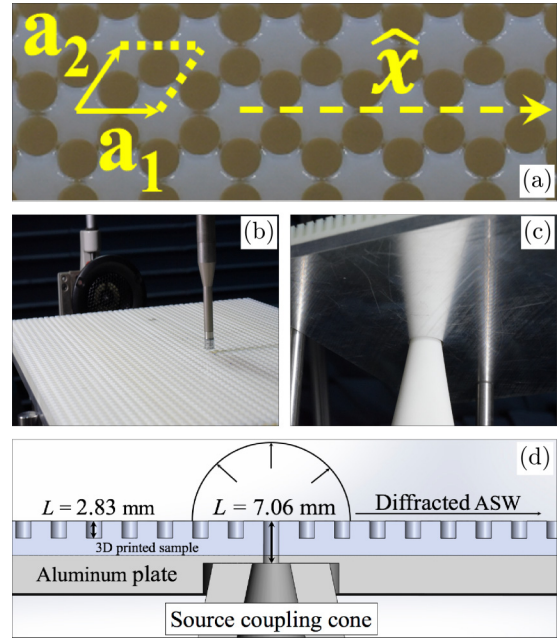 a₂
x̂
a₁
(a)
(b)
(c)
(d)
L = 2.83 mm
L = 7.06 mm
Diffracted ASW
3D printed sample
Aluminum plate
Source coupling cone